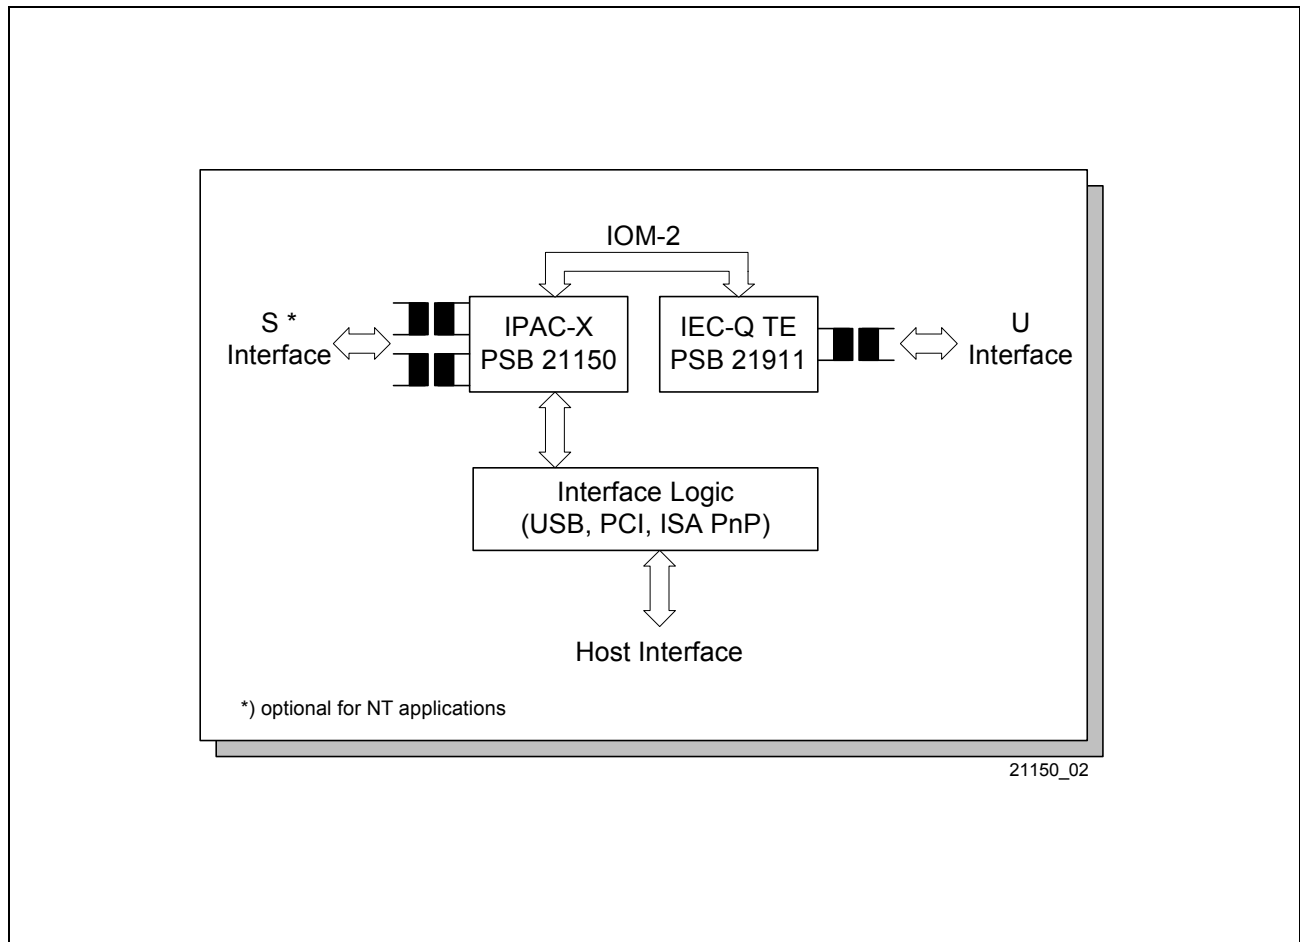 IOM-2
S *
Interface
IPAC-X
PSB 21150
IEC-Q TE
PSB 21911
U
Interface
Interface Logic
(USB, PCI, ISA PnP)
Host Interface
*) optional for NT applications
21150_02